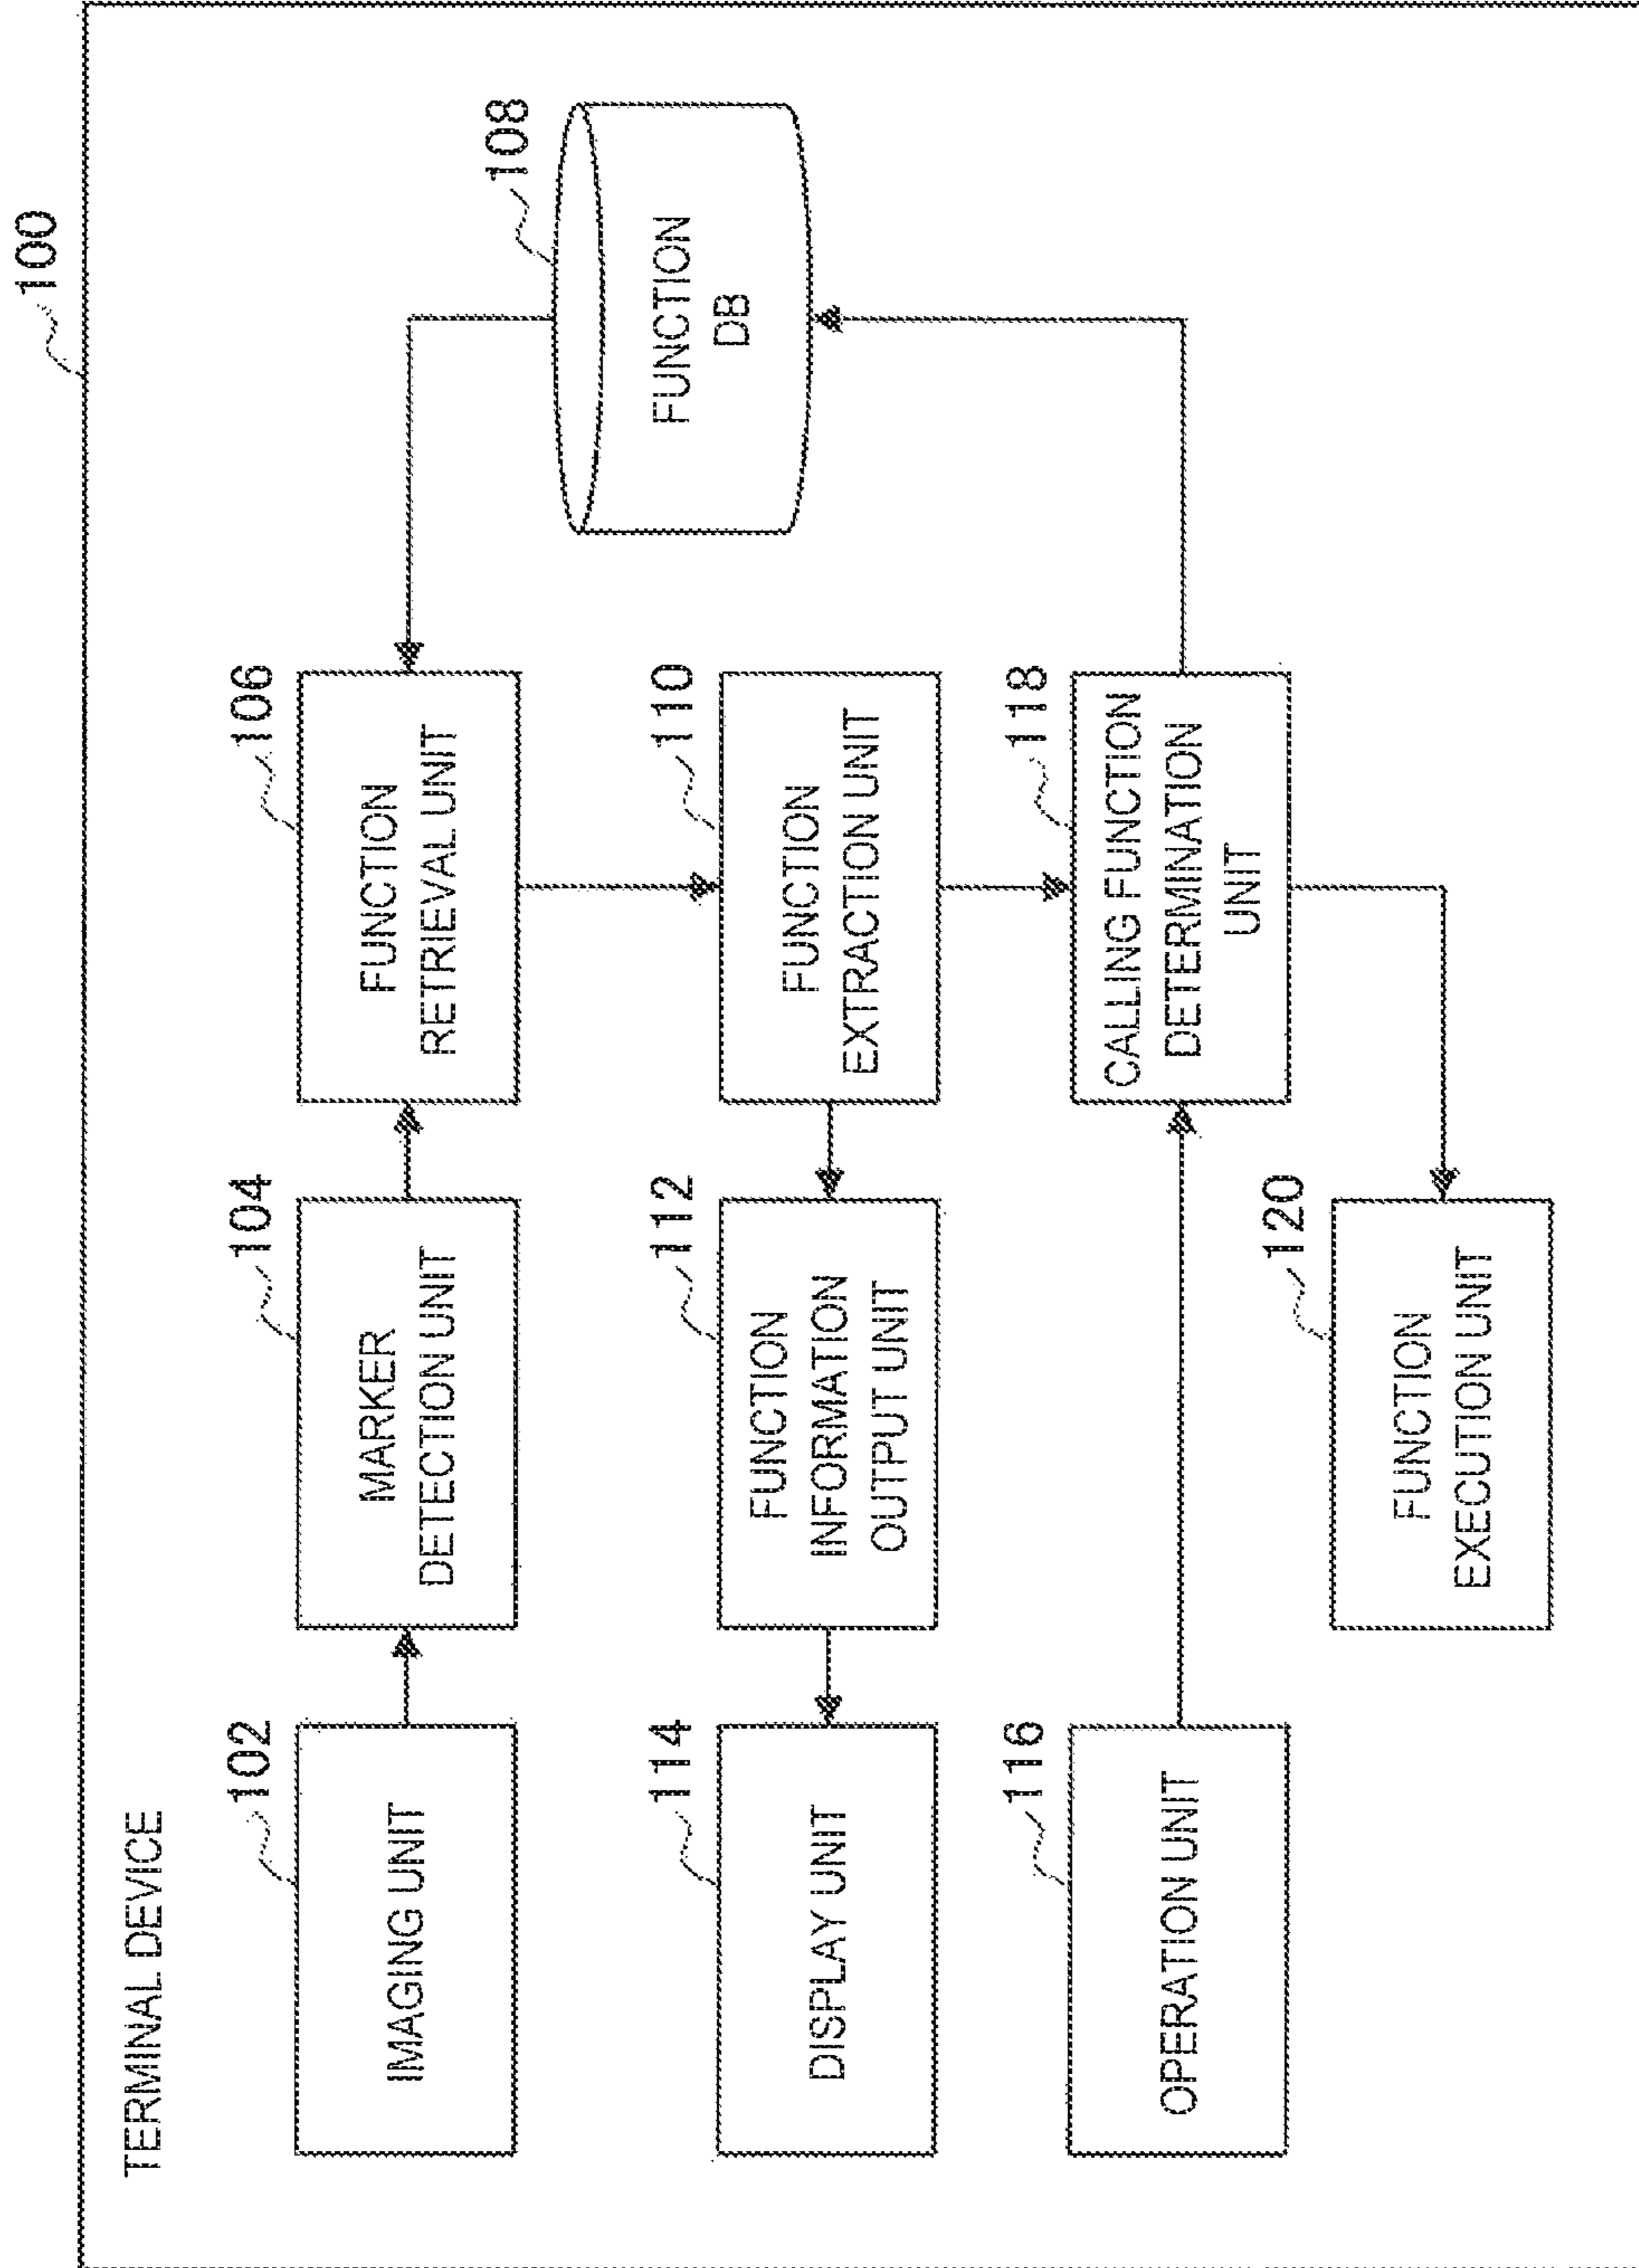 100
TERMINAL DEVICE
102
IMAGING UNIT
104
MARKER
DETECTION UNIT
106
FUNCTION
RETRIEVAL UNIT
108
FUNCTION
DB
114
DISPLAY UNIT
112
FUNCTION
INFORMATION
OUTPUT UNIT
110
FUNCTION
EXTRACTION UNIT
116
OPERATION UNIT
118
CALLING FUNCTION
DETERMINATION
UNIT
120
FUNCTION
EXECUTION UNIT